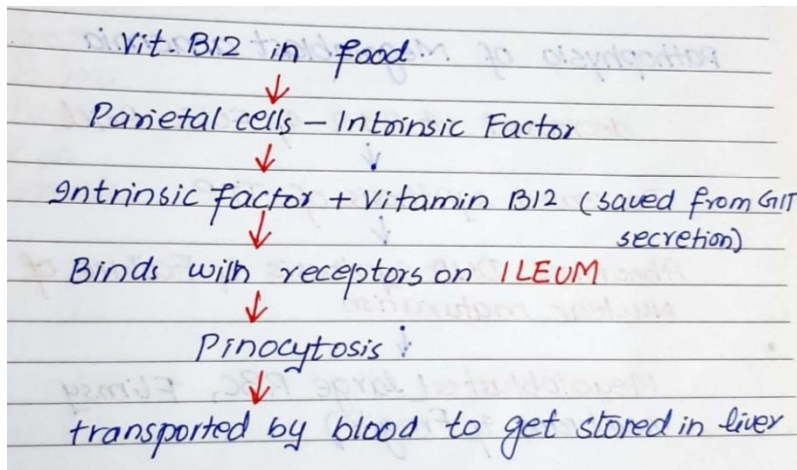 Vit. B12 in food.
Parietal cells – Intrinsic Factor
Intrinsic factor + Vitamin B12 (saved from GIT
secretion)
Binds with receptors on ILEUM
Pinocytosis
transported by blood to get stored in liver